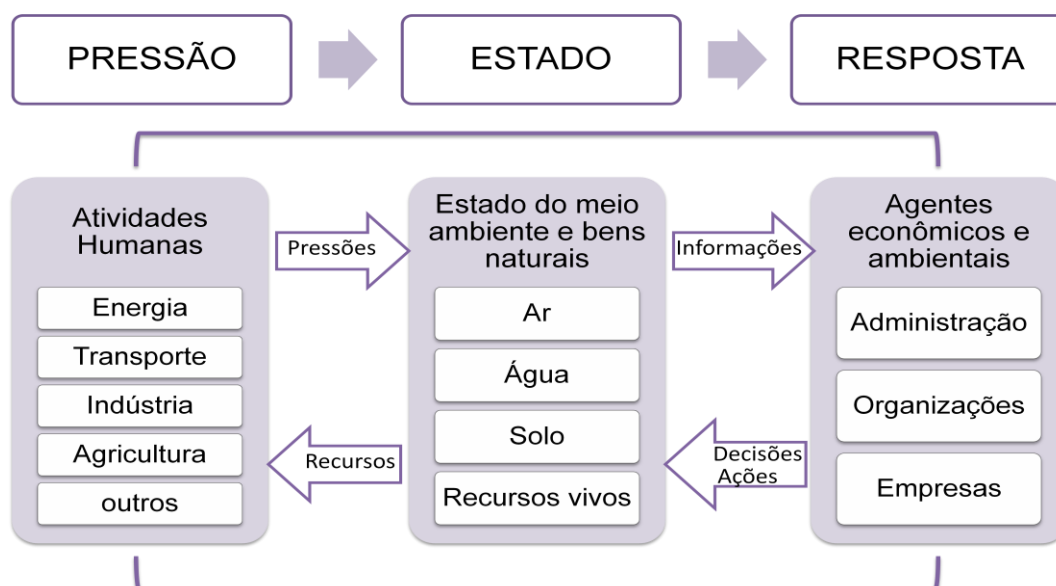 PRESSÃO
ESTADO
RESPOSTA
Atividades
Humanas
Energia
Transporte
Indústria
Agricultura
outros
Pressões
Recursos
Estado do meio
ambiente e bens
naturais
Ar
Água
Solo
Recursos vivos
Informações
Decisões
Ações
Agentes
econômicos e
ambientais
Administração
Organizações
Empresas